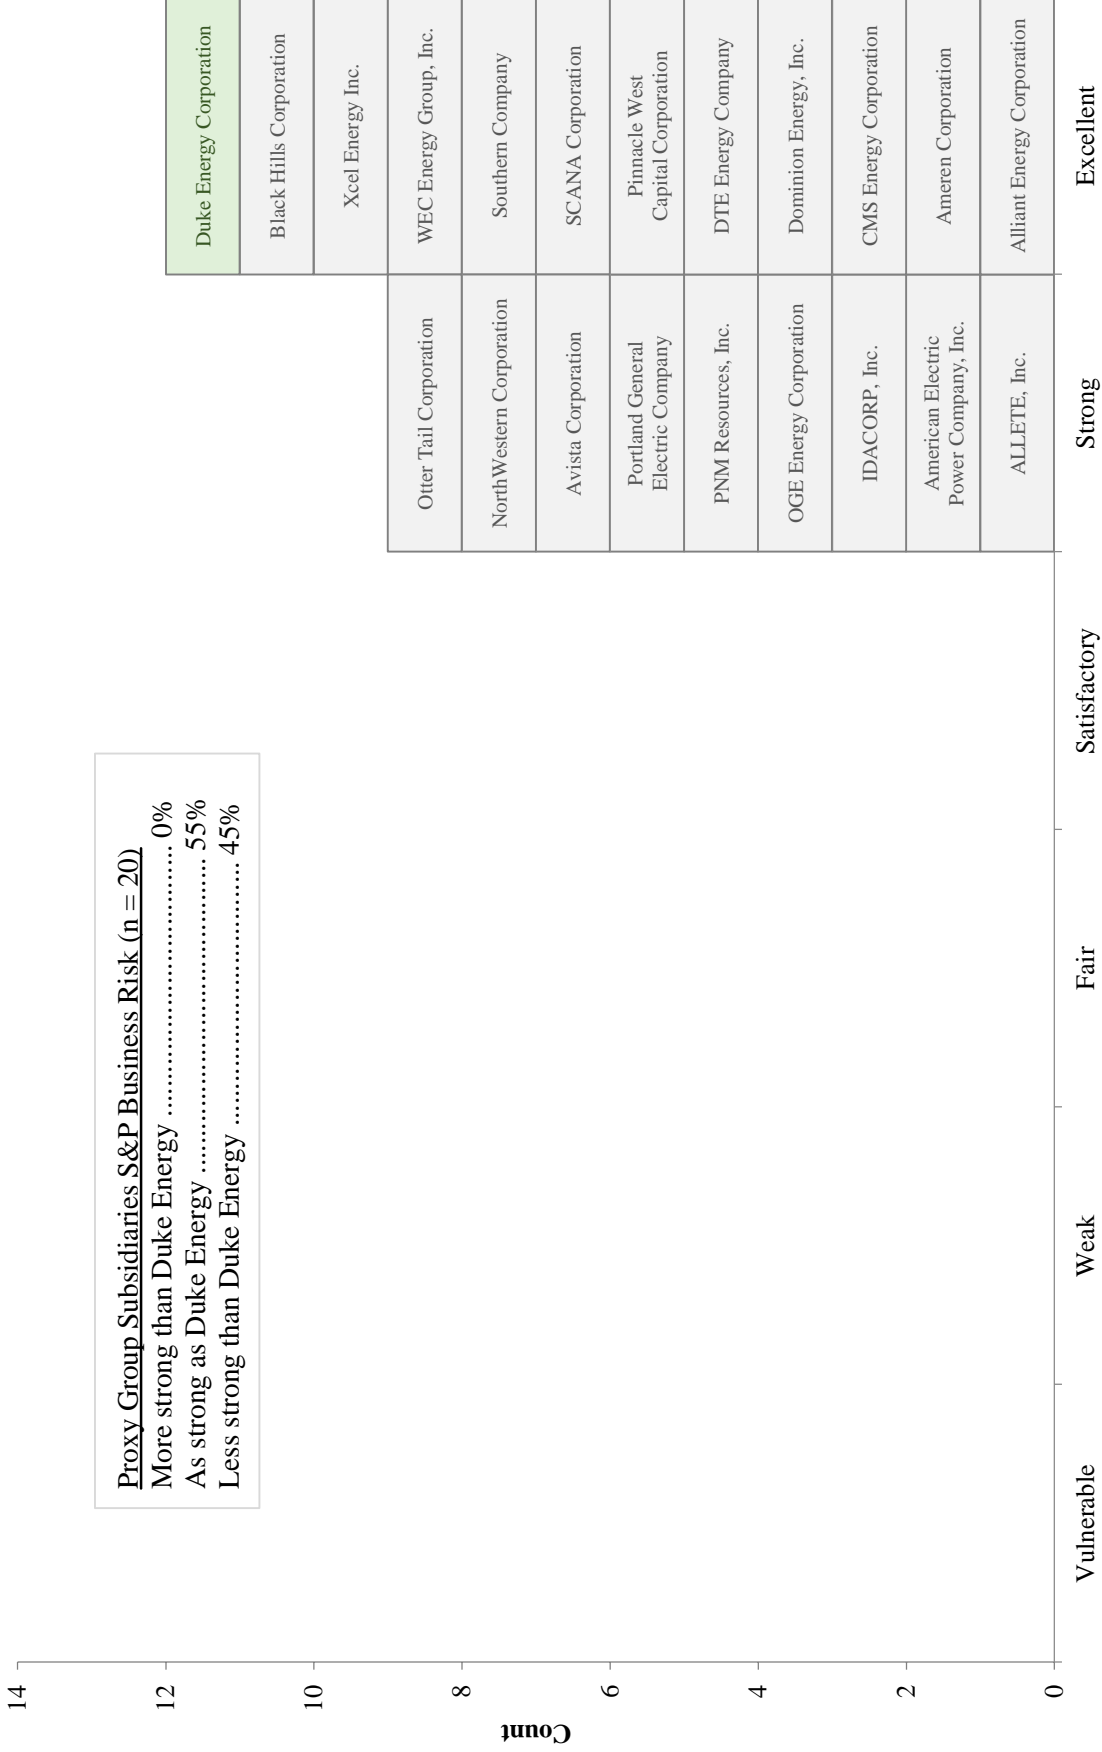 Proxy Group Subsidiaries S&P Business Risk (n = 20)
More strong than Duke Energy ..................................... 0%
As strong as Duke Energy ......................................... 55%
Less strong than Duke Energy ................................... 45%
Count
14
12
10
8
6
4
2
0
Duke Energy Corporation
Black Hills Corporation
Xcel Energy Inc.
WEC Energy Group, Inc.
Southern Company
SCANA Corporation
Pinnacle West
Capital Corporation
DTE Energy Company
Dominion Energy, Inc.
CMS Energy Corporation
Ameren Corporation
Alliant Energy Corporation
Otter Tail Corporation
NorthWestern Corporation
Avista Corporation
Portland General
Electric Company
PNM Resources, Inc.
OGE Energy Corporation
IDACORP, Inc.
American Electric
Power Company, Inc.
ALLETE, Inc.
Vulnerable
Weak
Fair
Satisfactory
Strong
Excellent